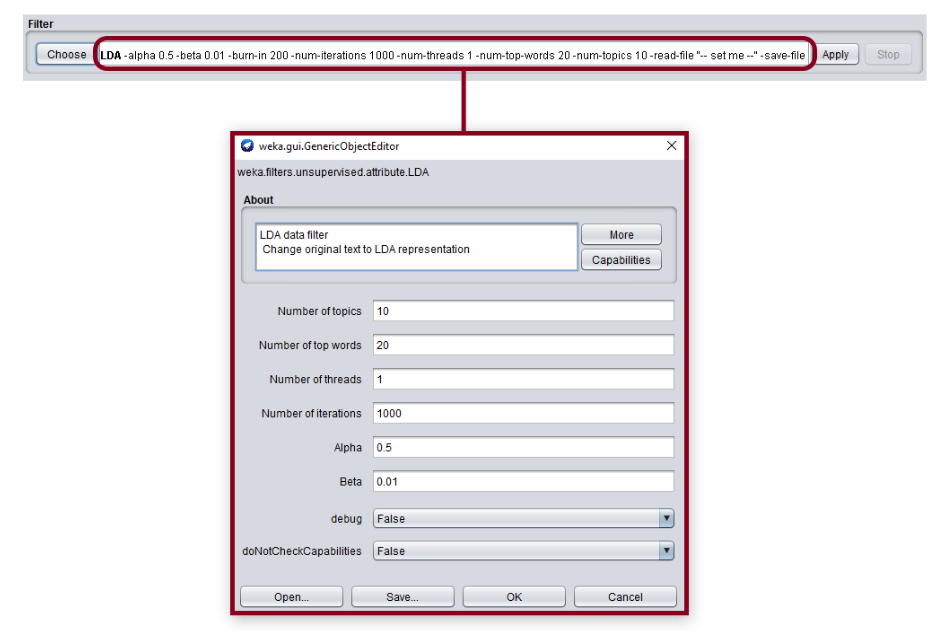 Filter
Choose LDA -alpha 0.5 -beta 0.01 -burn-in 200 -num-iterations 1000 -num-threads 1 -num-top-words 20 -num-topics 10 -read-file "-- set me --" -save-file Apply Stop
weka.gui.GenericObjectEditor
weka.filters.unsupervised.attribute.LDA
About
LDA data filter
Change original text to LDA representation
More
Capabilities
Number of topics 10
Number of top words 20
Number of threads 1
Number of iterations 1000
Alpha 0.5
Beta 0.01
debug False
doNotCheckCapabilities False
Open... Save... OK Cancel